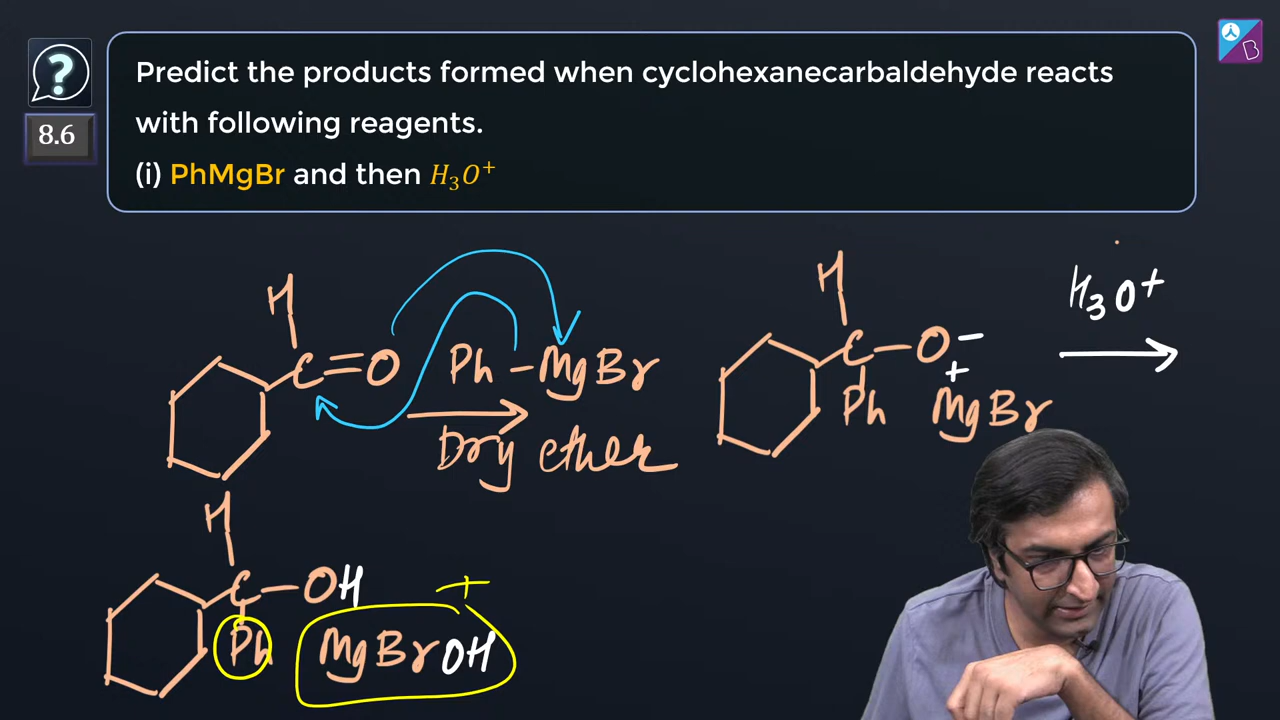 ?
8.6
Predict the products formed when cyclohexanecarbaldehyde reacts
with following reagents.
(i) PhMgBr and then H₃O⁺
B
H
C=O
Ph-MgBr
Dry ether
H
C-O⁻
Ph
⁺MgBr
H₃O⁺
H
C-OH
Ph
+
MgBrOH